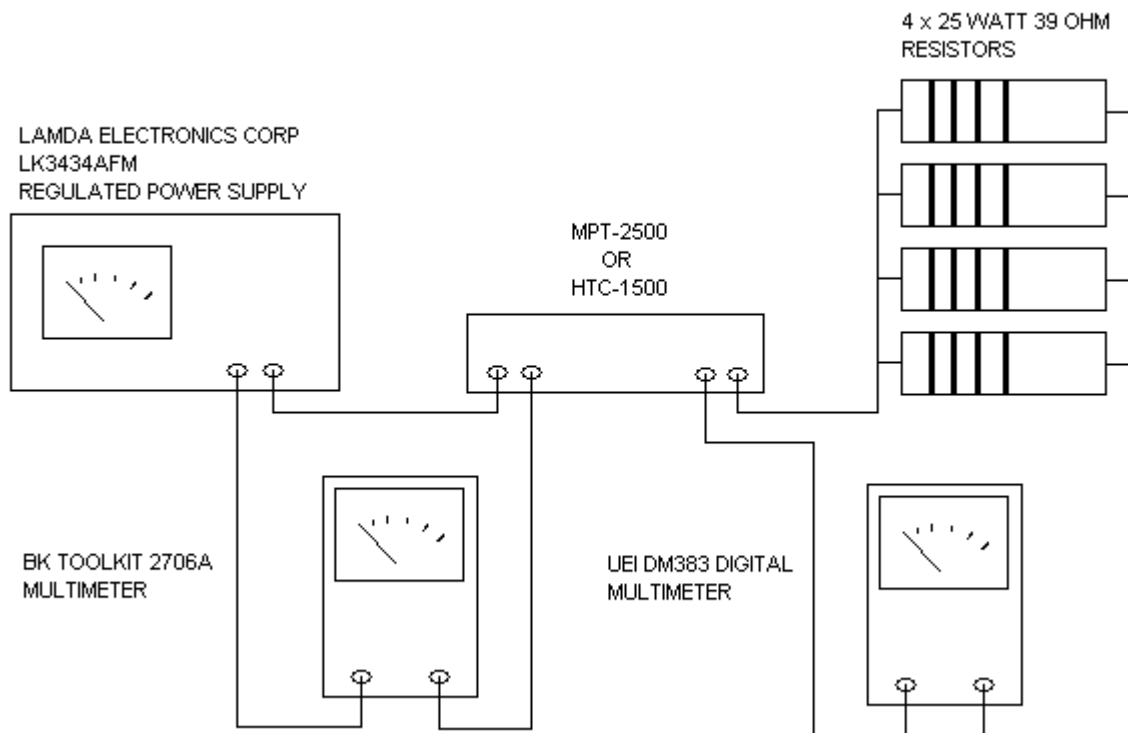 4 x 25 WATT 39 OHM
RESISTORS
LAMDA ELECTRONICS CORP
LK3434AFM
REGULATED POWER SUPPLY
MPT-2500
OR
HTC-1500
BK TOOLKIT 2706A
MULTIMETER
UEI DM383 DIGITAL
MULTIMETER